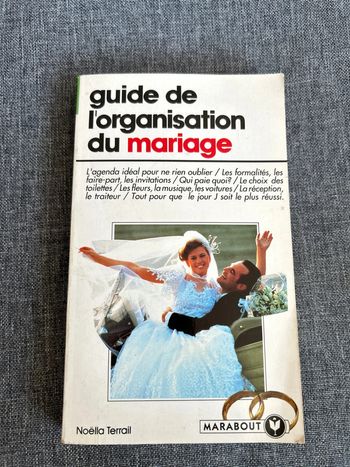 guide de
l'organisation
du mariage
L'agenda idéal pour ne rien oublier / Les formalités, les
faire-part, les invitations / Qui paie quoi? / Le choix des
toilettes / Les fleurs, la musique, les voitures / La réception,
le traiteur / Tout pour que le jour J soit le plus réussi.
Noëlla Terrail
MARABOUT